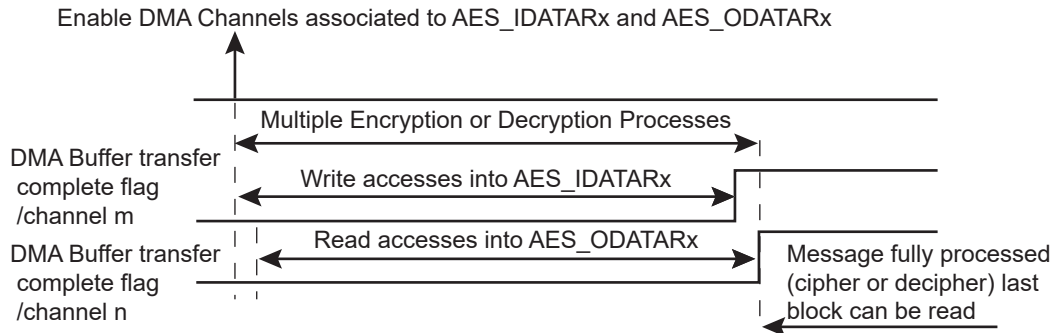 Enable DMA Channels associated to AES_IDATARx and AES_ODATARx
Multiple Encryption or Decryption Processes
DMA Buffer transfer
complete flag
/channel m
Write accesses into AES_IDATARx
DMA Buffer transfer
complete flag
/channel n
Read accesses into AES_ODATARx
Message fully processed
(cipher or decipher) last
block can be read